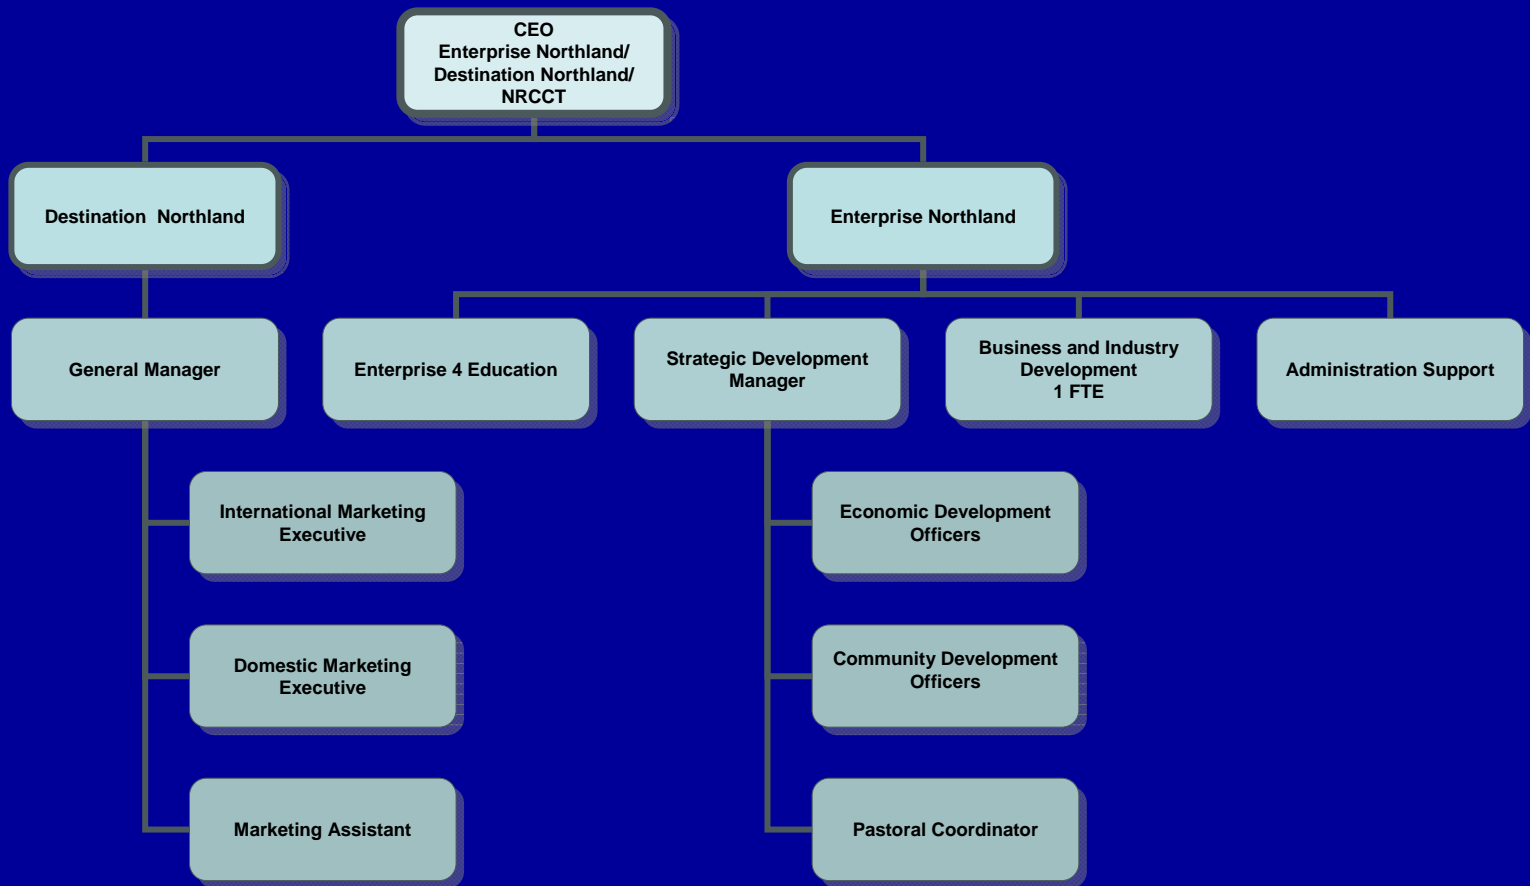 CEO
Enterprise Northland/
Destination Northland/
NRCCT
Destination Northland
Enterprise Northland
General Manager
Enterprise 4 Education
Strategic Development
Manager
Business and Industry
Development
1 FTE
Administration Support
International Marketing
Executive
Economic Development
Officers
Domestic Marketing
Executive
Community Development
Officers
Marketing Assistant
Pastoral Coordinator